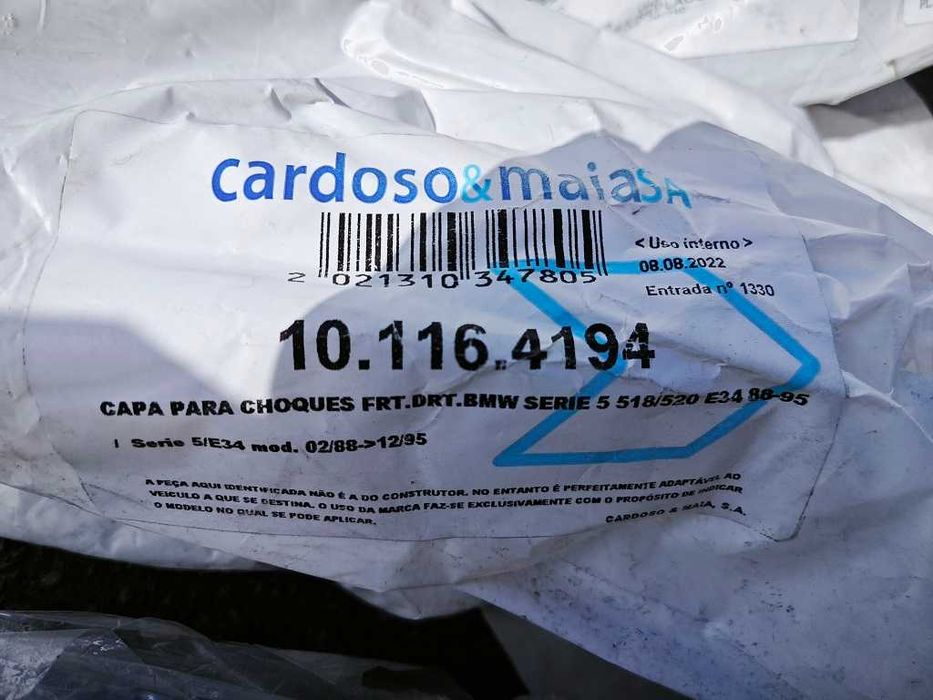 cardoso&maiaSA
< Uso interno >
2 021310 347805
08.08.2022
Entrada nº 1330
10.116.4194
CAPA PARA CHOQUES FRT.DRT.BMW SERIE 5 518/520 E34 88-95
/ Serie 5/E34 mod. 02/88->12/95
A PEÇA AQUI IDENTIFICADA NÃO É A DO CONSTRUTOR. NO ENTANTO É PERFEITAMENTE ADAPTÁVEL AO
VEICULO A QUE SE DESTINA. O USO DA MARCA FAZ-SE EXCLUSIVAMENTE COM O PROPÓSITO DE INDICAR
O MODELO NO QUAL SE PODE APLICAR.
CARDOSO & MAIA, S.A.